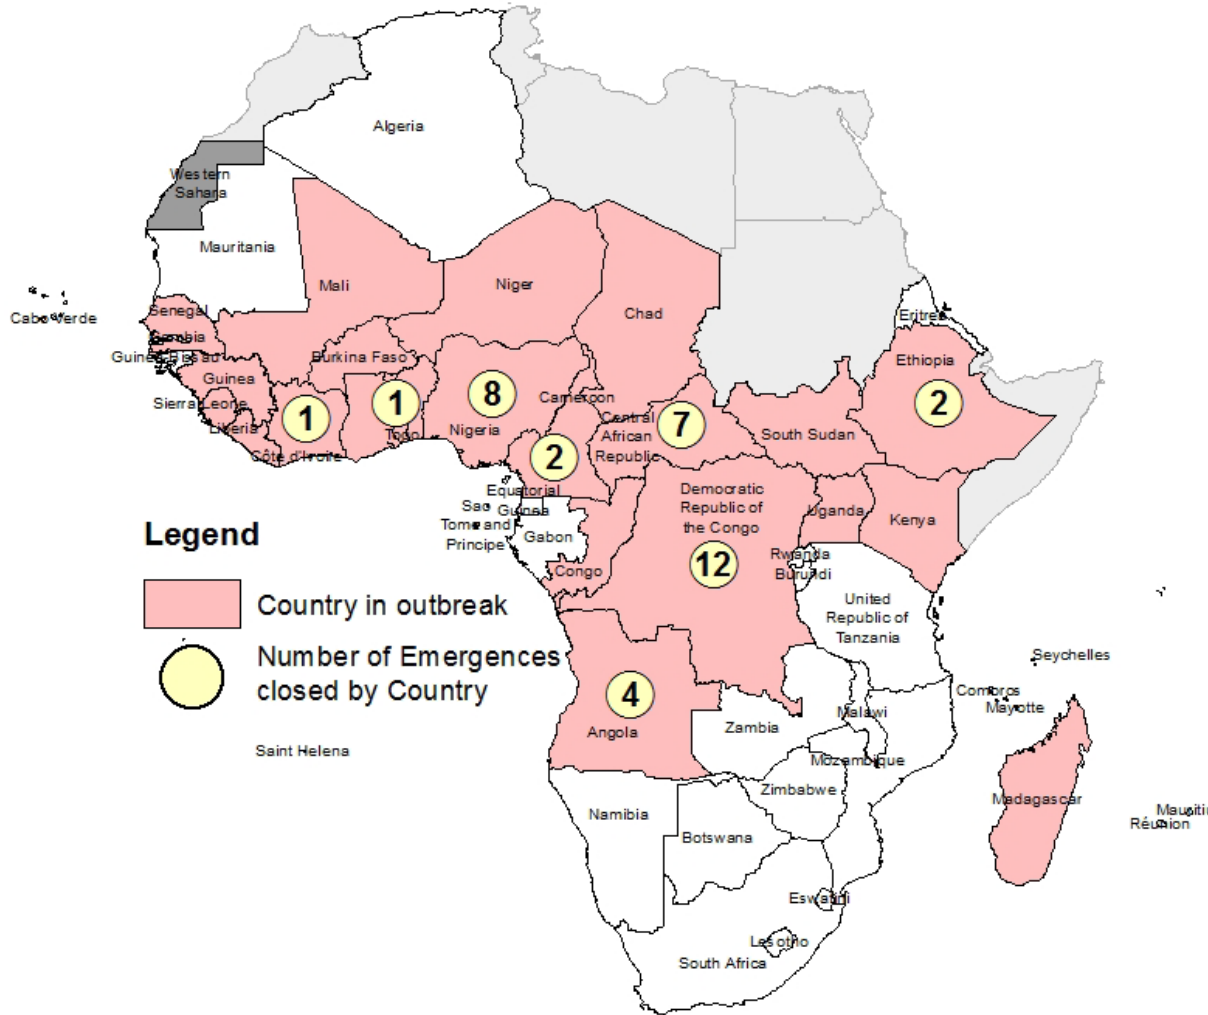 Algeria
Western
Sahara
Mauritania
Mali
Niger
Chad
Cabo Verde
Senegal
Gambia
Eritrea
Guinea Bissau
Burkina Faso
Ethiopia
Guinea
8
2
Cameroon
Sierra Leone
1
1
7
Central
African
Republic
Liberia
Togo
Nigeria
South Sudan
Côte d'Ivoire
2
Equatorial
Guinea
Democratic
Republic of
the Congo
Sao
Tome and
Principe
Uganda
Kenya
Gabon
12
Rwanda
Burundi
Congo
Legend
Country in outbreak
Number of Emergences
closed by Country
United
Republic of
Tanzania
Seychelles
4
Comoros
Mayotte
Malawi
Angola
Zambia
Saint Helena
Mozambique
Zimbabwe
Madagascar
Mauriti
Réunion
Namibia
Botswana
Eswatini
Lesotho
South Africa